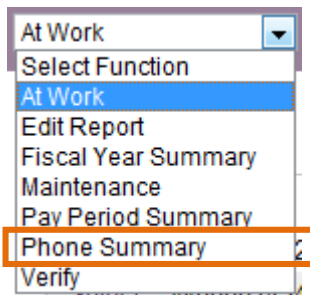 At Work
Select Function
At Work
Edit Report
Fiscal Year Summary
Maintenance
Pay Period Summary
Phone Summary
Verify